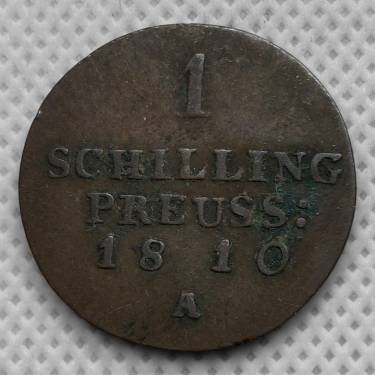 1
SCHILLING
PREUSS:
1810
A